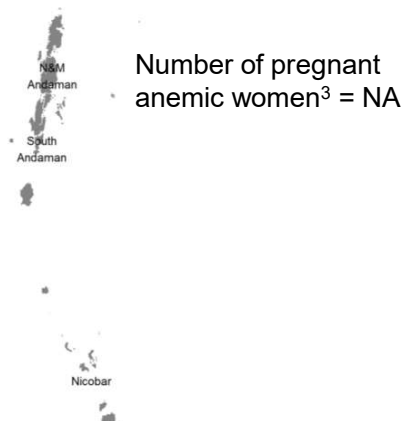 Number of pregnant
anemic women³ = NA
N&M
Andaman
South
Andaman
Nicobar